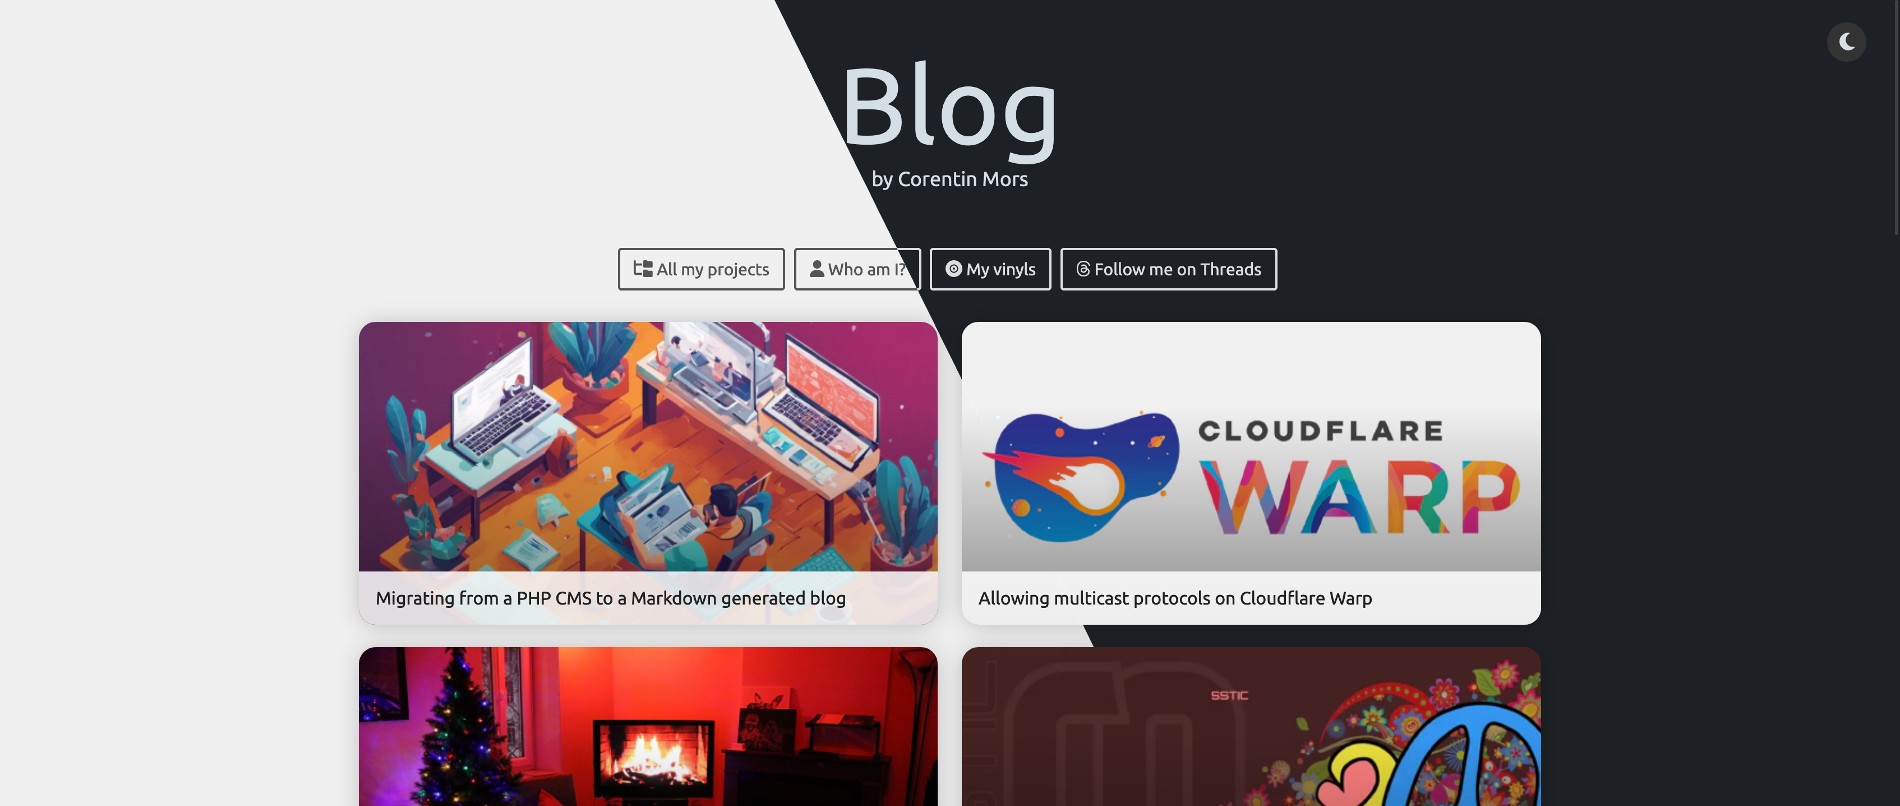 Blog
by Corentin Mors
All my projects
Who am I?
My vinyls
Follow me on Threads
CLOUDFLARE
WARP
Migrating from a PHP CMS to a Markdown generated blog
Allowing multicast protocols on Cloudflare Warp
SSTIC